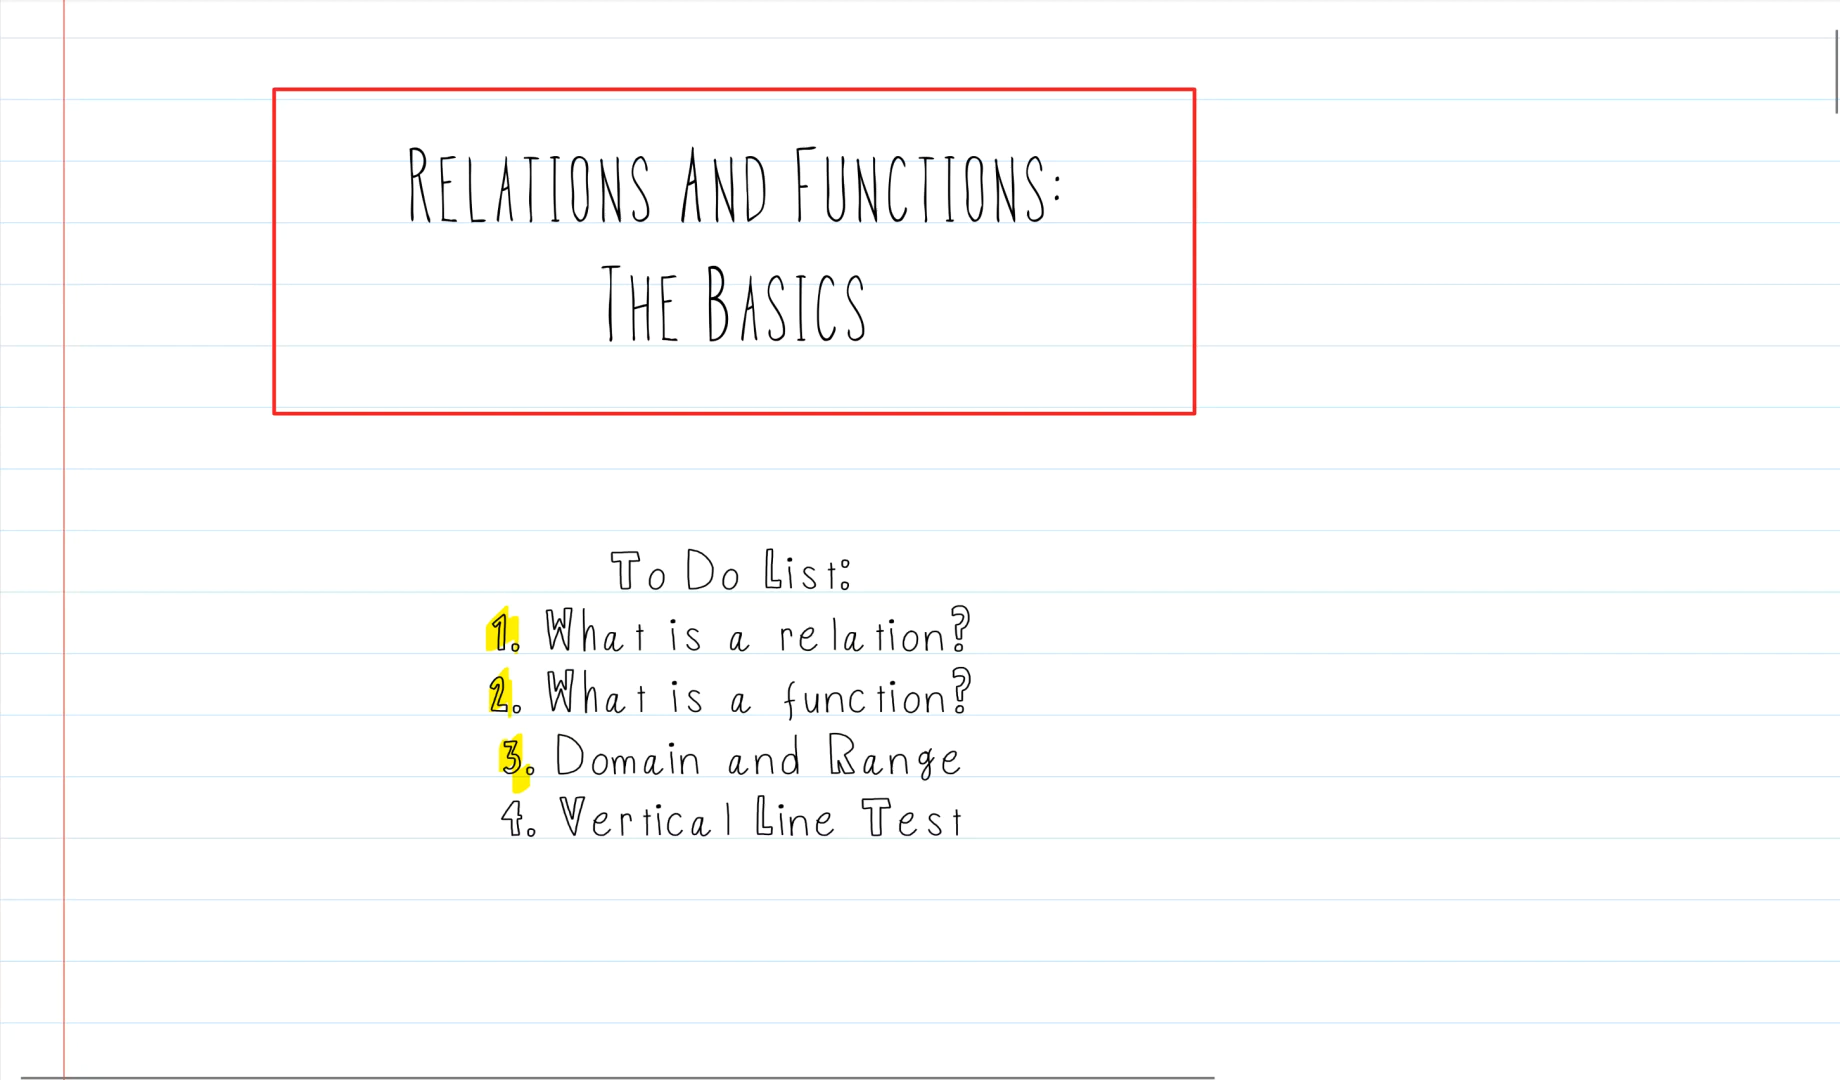 Relations And Functions:
The Basics
To Do List:
1. What is a relation?
2. What is a function?
3. Domain and Range
4. Vertical Line Test